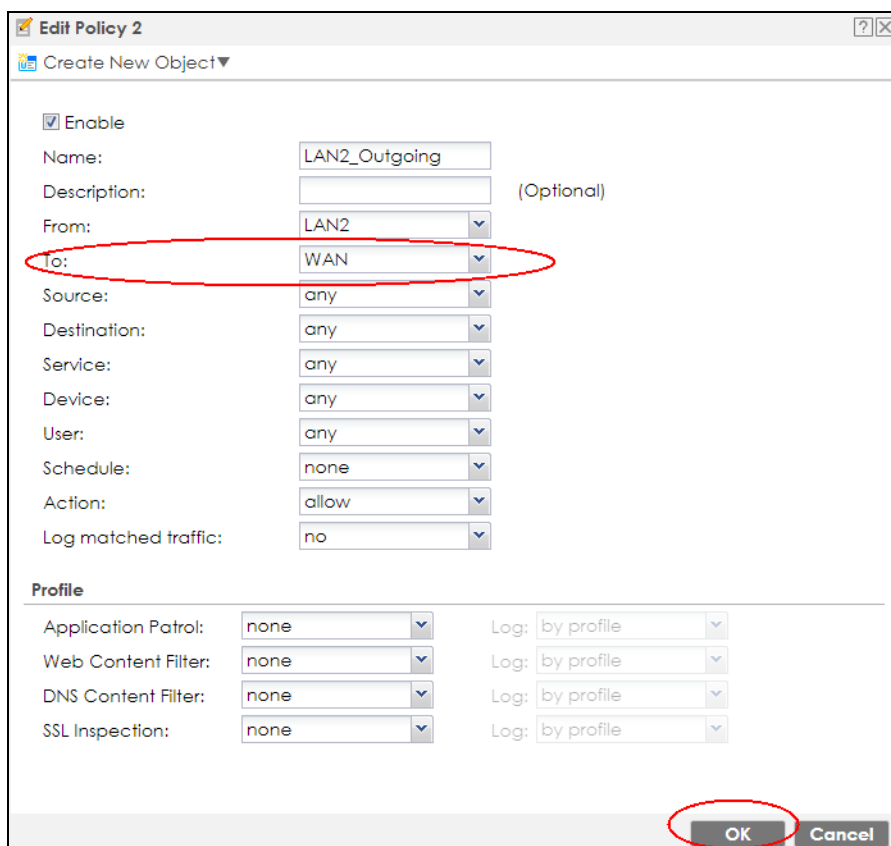 Edit Policy 2
Create New Object
Enable
Name: LAN2_Outgoing
Description: (Optional)
From: LAN2
To: WAN
Source: any
Destination: any
Service: any
Device: any
User: any
Schedule: none
Action: allow
Log matched traffic: no
Profile
Application Patrol: none Log: by profile
Web Content Filter: none Log: by profile
DNS Content Filter: none Log: by profile
SSL Inspection: none Log: by profile
OK Cancel